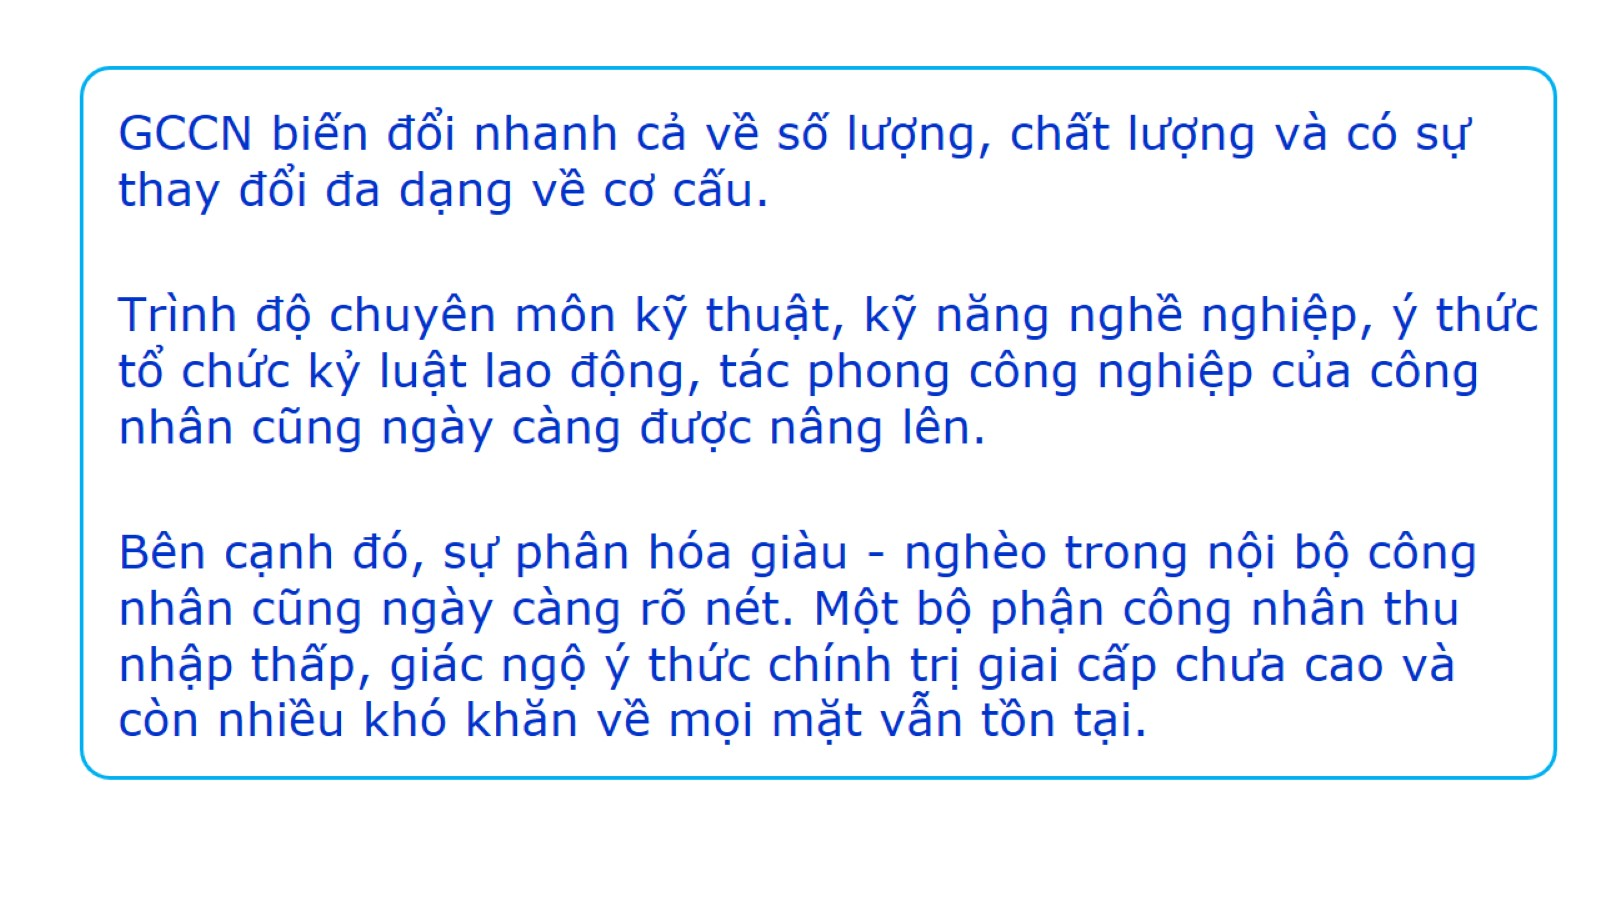 GCCN biến đổi nhanh cả về số lượng, chất lượng và có sự
thay đổi đa dạng về cơ cấu.
Trình độ chuyên môn kỹ thuật, kỹ năng nghề nghiệp, ý thức
tổ chức kỷ luật lao động, tác phong công nghiệp của công
nhân cũng ngày càng được nâng lên.
Bên cạnh đó, sự phân hóa giàu - nghèo trong nội bộ công
nhân cũng ngày càng rõ nét. Một bộ phận công nhân thu
nhập thấp, giác ngộ ý thức chính trị giai cấp chưa cao và
còn nhiều khó khăn về mọi mặt vẫn tồn tại.